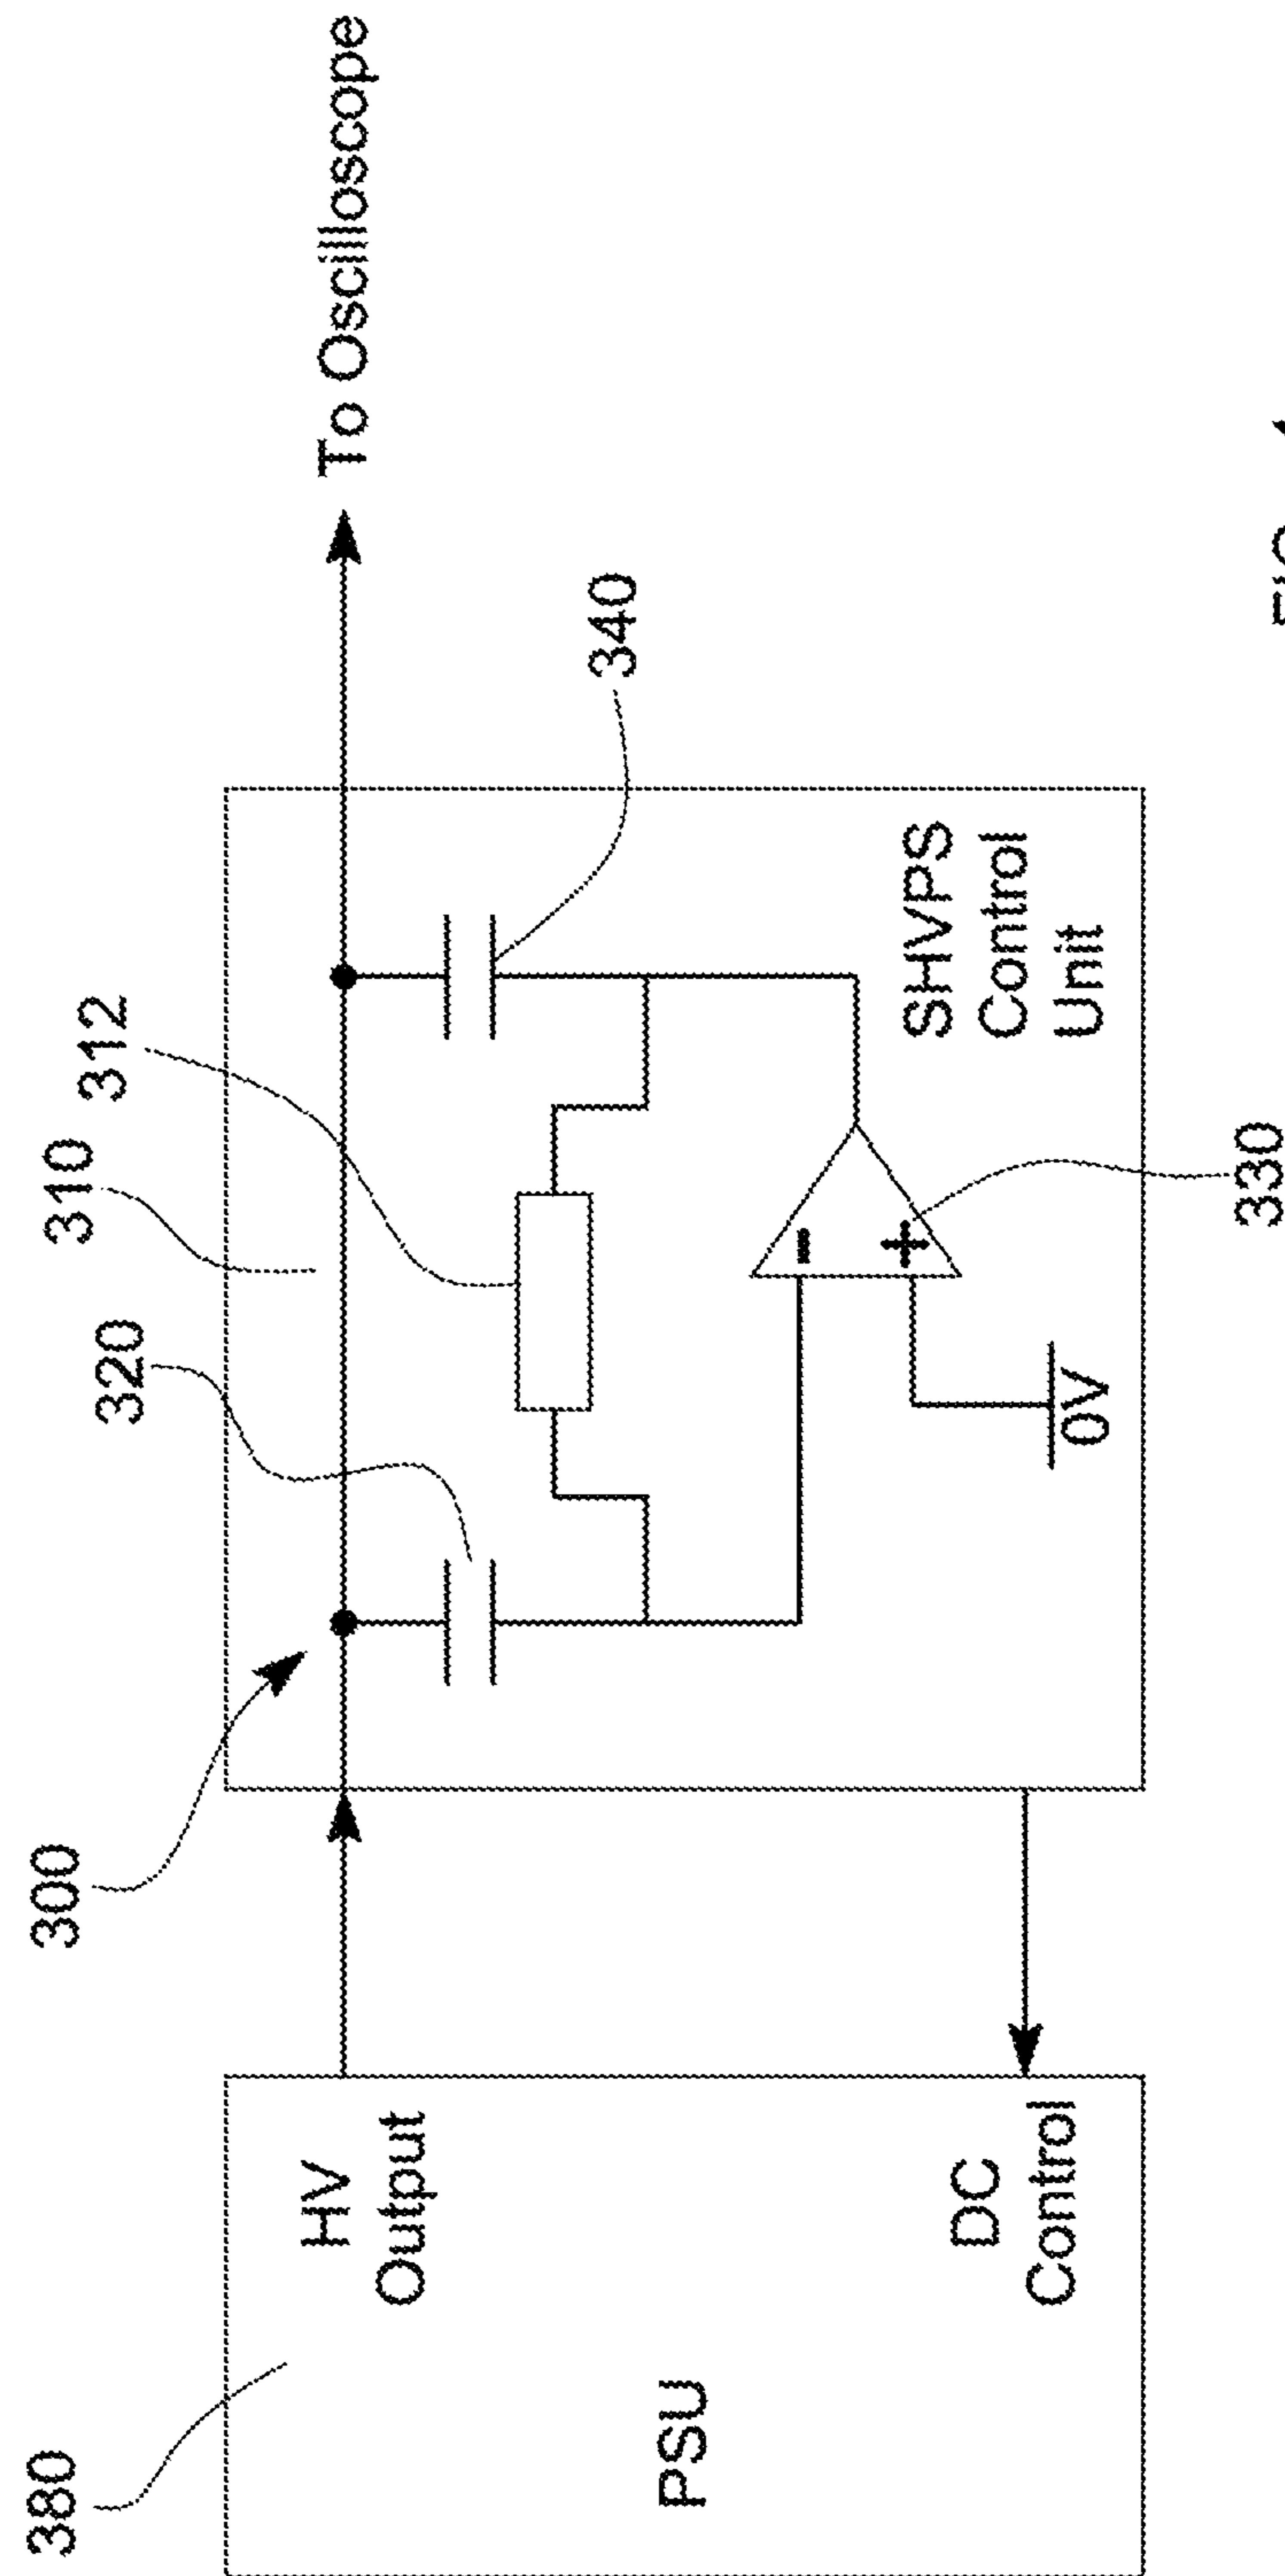 380
PSU
HV
Output
DC
Control
300
320
310
312
340
330
0V
SHVPS
Control
Unit
To Oscilloscope